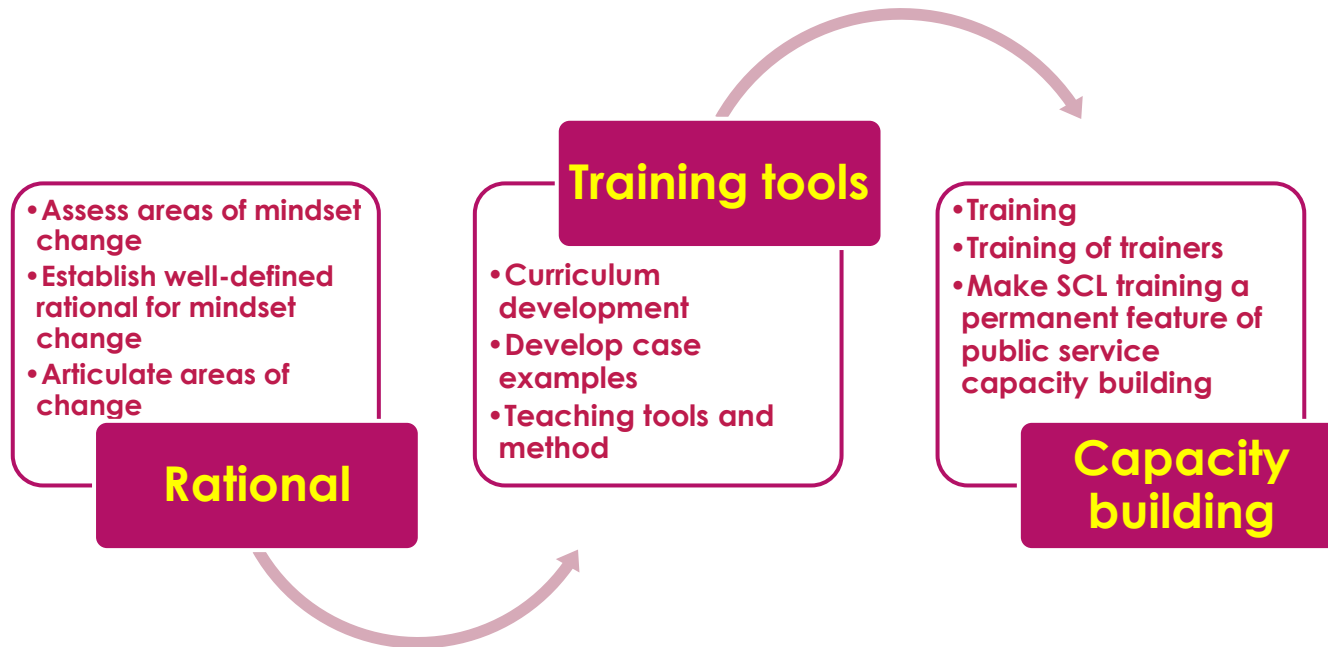 •Assess areas of mindset
change
•Establish well-defined
rational for mindset
change
•Articulate areas of
change
Rational
Training tools
•Curriculum
development
•Develop case
examples
•Teaching tools and
method
•Training
•Training of trainers
•Make SCL training a
permanent feature of
public service
capacity building
Capacity
building